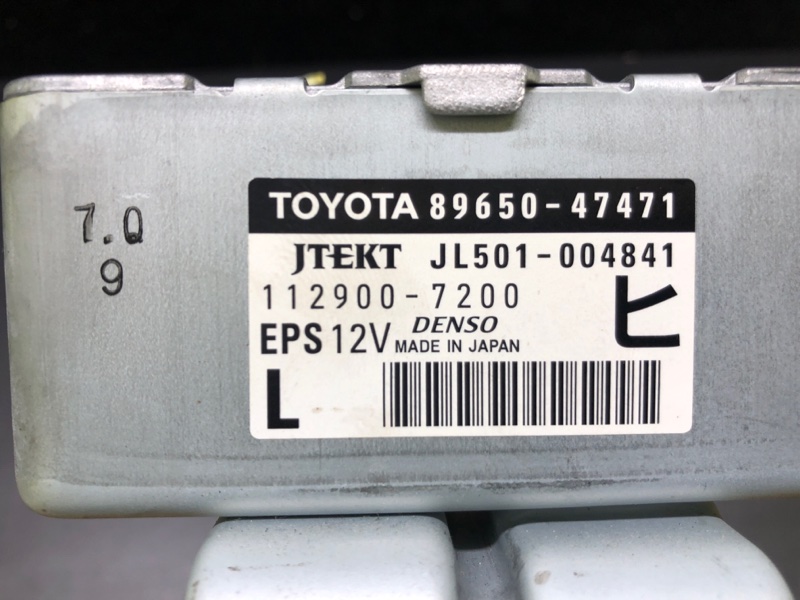 7.0
9
TOYOTA 89650-47471
JTEKT JL501-004841
112900-7200
EPS 12V DENSO MADE IN JAPAN
ヒ
L